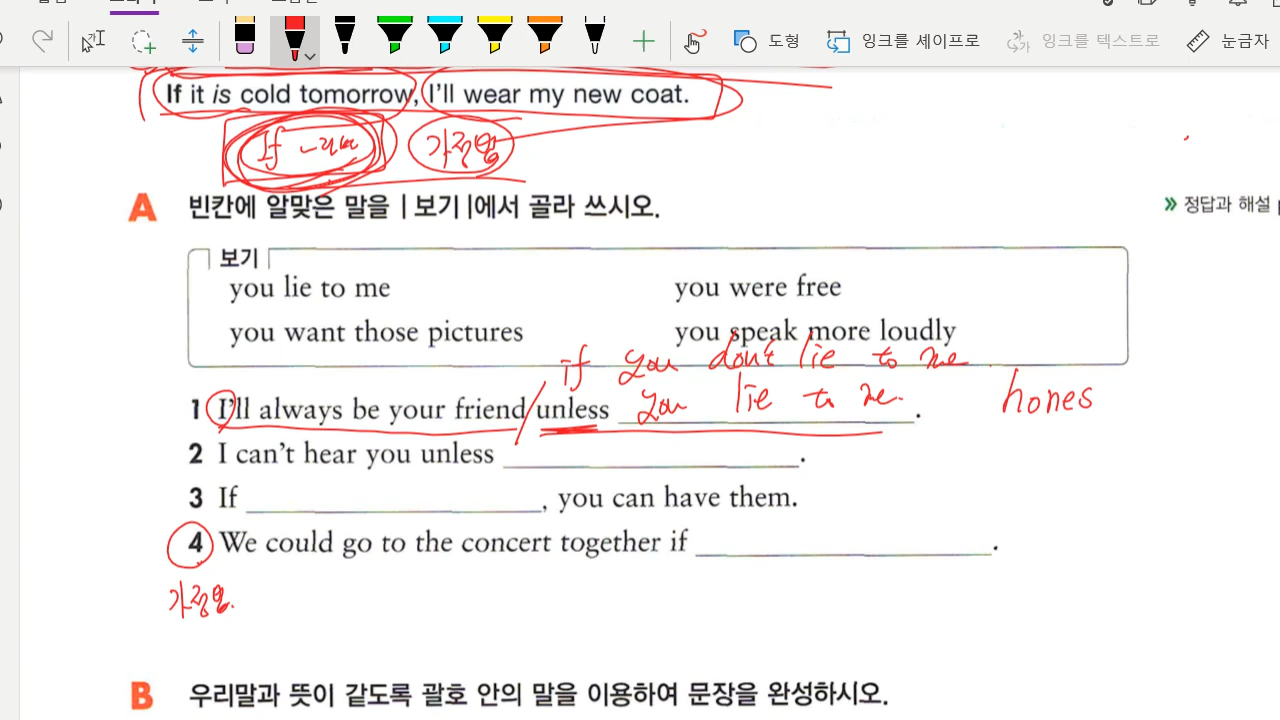 도형 잉크를 셰이프로 잉크를 텍스트로 눈금자
If it is cold tomorrow, I'll wear my new coat.
If ~라면 가정법
A 빈칸에 알맞은 말을 | 보기 |에서 골라 쓰시오.
» 정답과 해설
보기
you lie to me you were free
you want those pictures you speak more loudly
if you don't lie to me
1 I'll always be your friend / unless you lie to me.
hones
2 I can't hear you unless ____________.
3 If ____________, you can have them.
4 We could go to the concert together if ____________.
가정법.
B 우리말과 뜻이 같도록 괄호 안의 말을 이용하여 문장을 완성하시오.